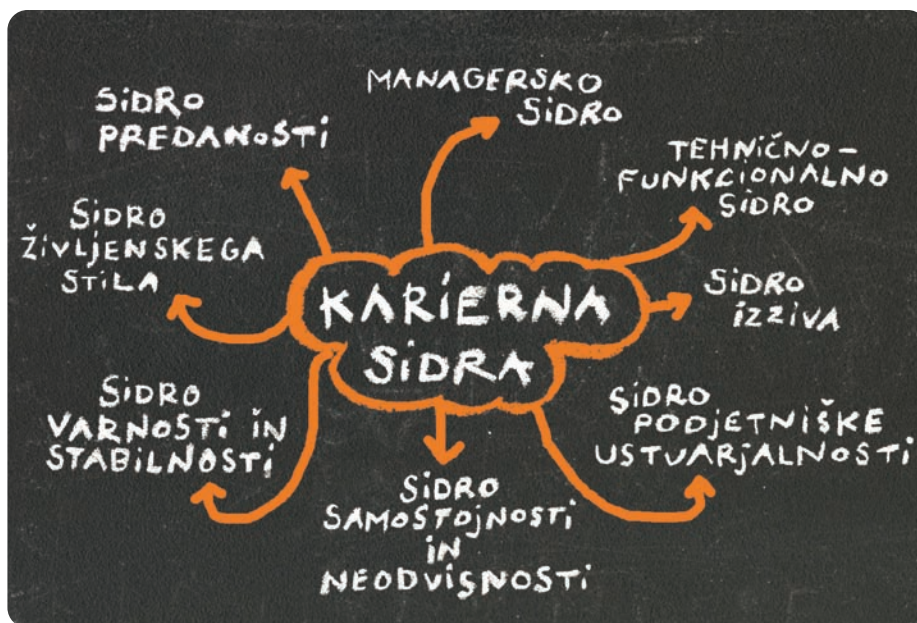 KARIERNA
SIDRA
MANAGERSKO
SIDRO
TEHNIČNO-
FUNKCIONALNO
SIDRO
SIDRO
IZZIVA
SIDRO
PODJETNIŠKE
USTVARJALNOSTI
SIDRO
SAMOSTOJNOSTI
IN
NEODVISNOSTI
SIDRO
VARNOSTI IN
STABILNOSTI
SIDRO
ŽIVLJENSKEGA
STILA
SIDRO
PREDANOSTI